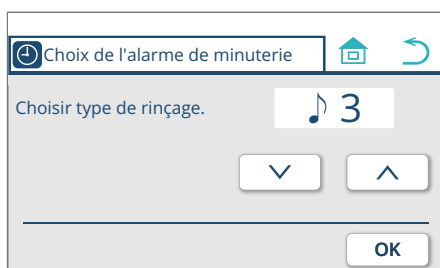 Choix de l'alarme de minuterie
Choisir type de rinçage.
♪ 3
OK